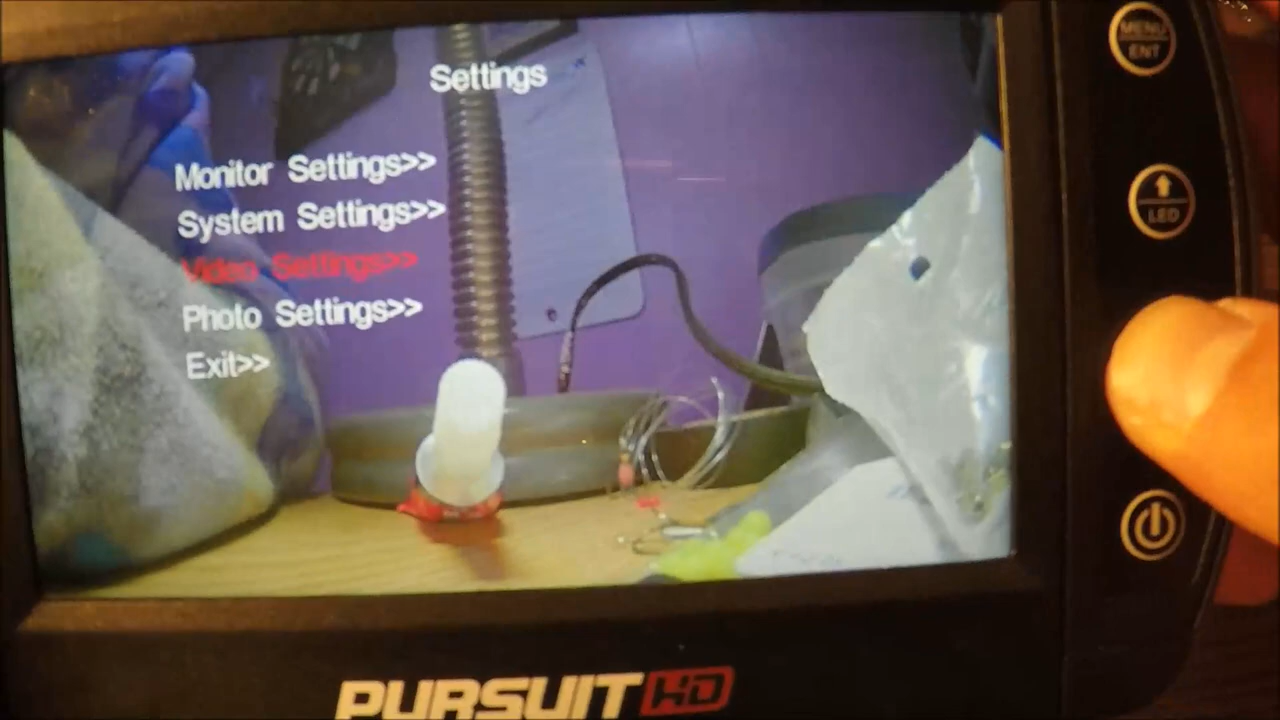 Settings
Monitor Settings>>
System Settings>>
Video Settings>>
Photo Settings>>
Exit>>
MENU
ENT
LED
PURSUIT HD